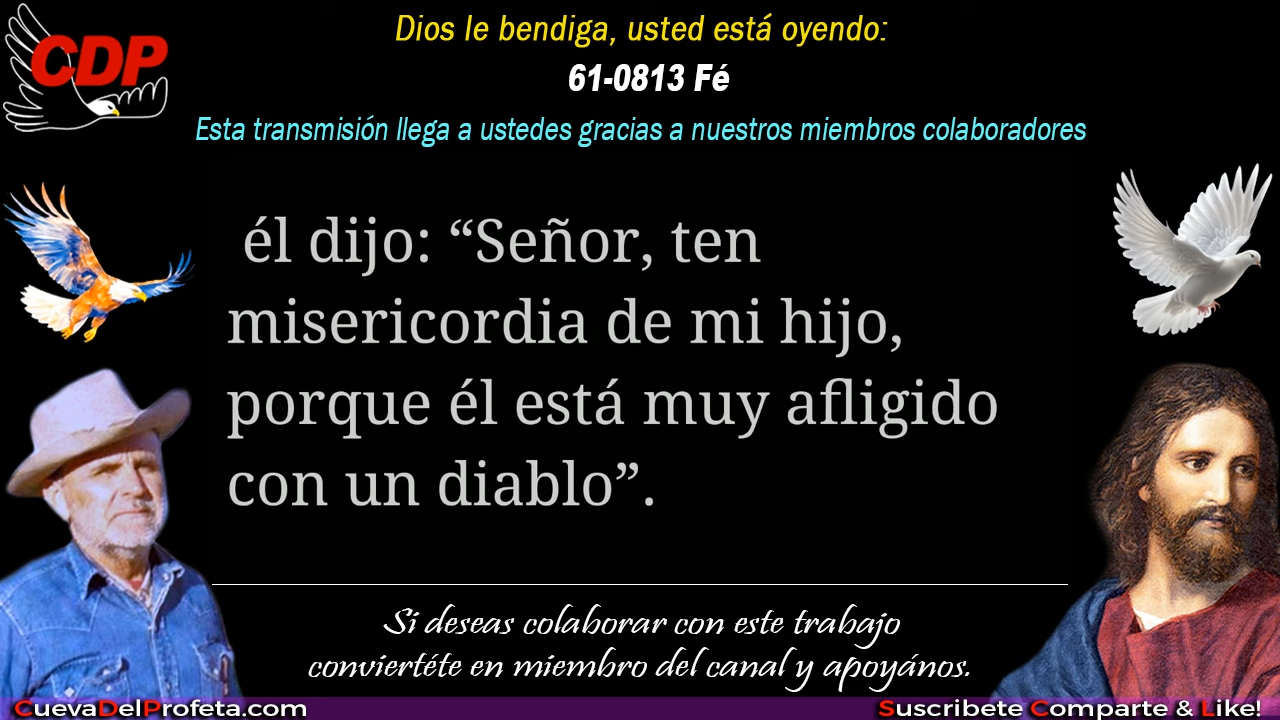 CDP
Dios le bendiga, usted está oyendo:
61-0813 Fé
Esta transmisión llega a ustedes gracias a nuestros miembros colaboradores
él dijo: “Señor, ten
misericordia de mi hijo,
porque él está muy afligido
con un diablo”.
Si deseas colaborar con este trabajo
conviertéte en miembro del canal y apoyános.
CuevaDelProfeta.com
Suscribete Comparte & Like!